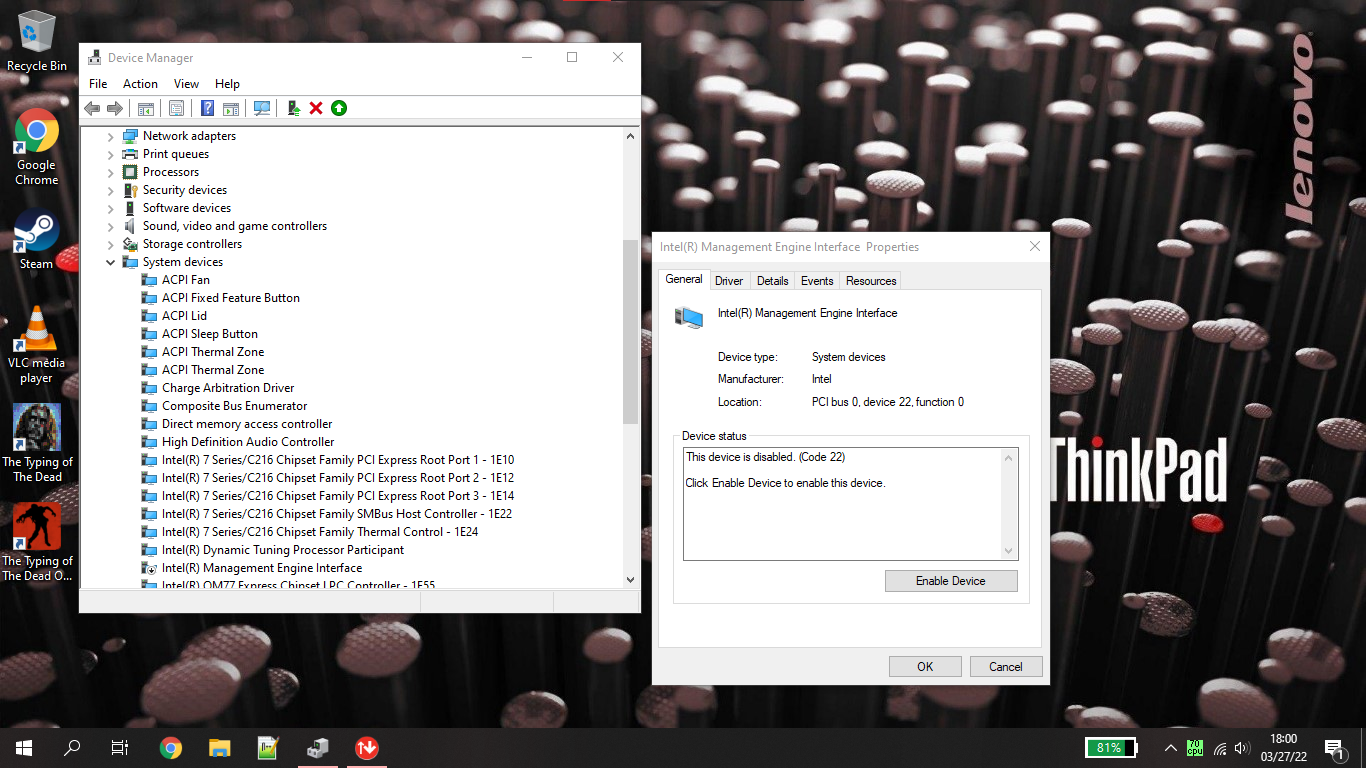 Recycle Bin
Google
Chrome
Steam
VLC media
player
The Typing of
The Dead
The Typing of
The Dead O...
Device Manager
File Action View Help
Network adapters
Print queues
Processors
Security devices
Software devices
Sound, video and game controllers
Storage controllers
System devices
ACPI Fan
ACPI Fixed Feature Button
ACPI Lid
ACPI Sleep Button
ACPI Thermal Zone
ACPI Thermal Zone
Charge Arbitration Driver
Composite Bus Enumerator
Direct memory access controller
High Definition Audio Controller
Intel(R) 7 Series/C216 Chipset Family PCI Express Root Port 1 - 1E10
Intel(R) 7 Series/C216 Chipset Family PCI Express Root Port 2 - 1E12
Intel(R) 7 Series/C216 Chipset Family PCI Express Root Port 3 - 1E14
Intel(R) 7 Series/C216 Chipset Family SMBus Host Controller - 1E22
Intel(R) 7 Series/C216 Chipset Family Thermal Control - 1E24
Intel(R) Dynamic Tuning Processor Participant
Intel(R) Management Engine Interface
Intel(R) QM77 Express Chipset LPC Controller - 1E55
Intel(R) Management Engine Interface Properties
General Driver Details Events Resources
Intel(R) Management Engine Interface
Device type: System devices
Manufacturer: Intel
Location: PCI bus 0, device 22, function 0
Device status
This device is disabled. (Code 22)
Click Enable Device to enable this device.
Enable Device
OK Cancel
lenovo
ThinkPad
81%
70
cpu
18:00
03/27/22
1